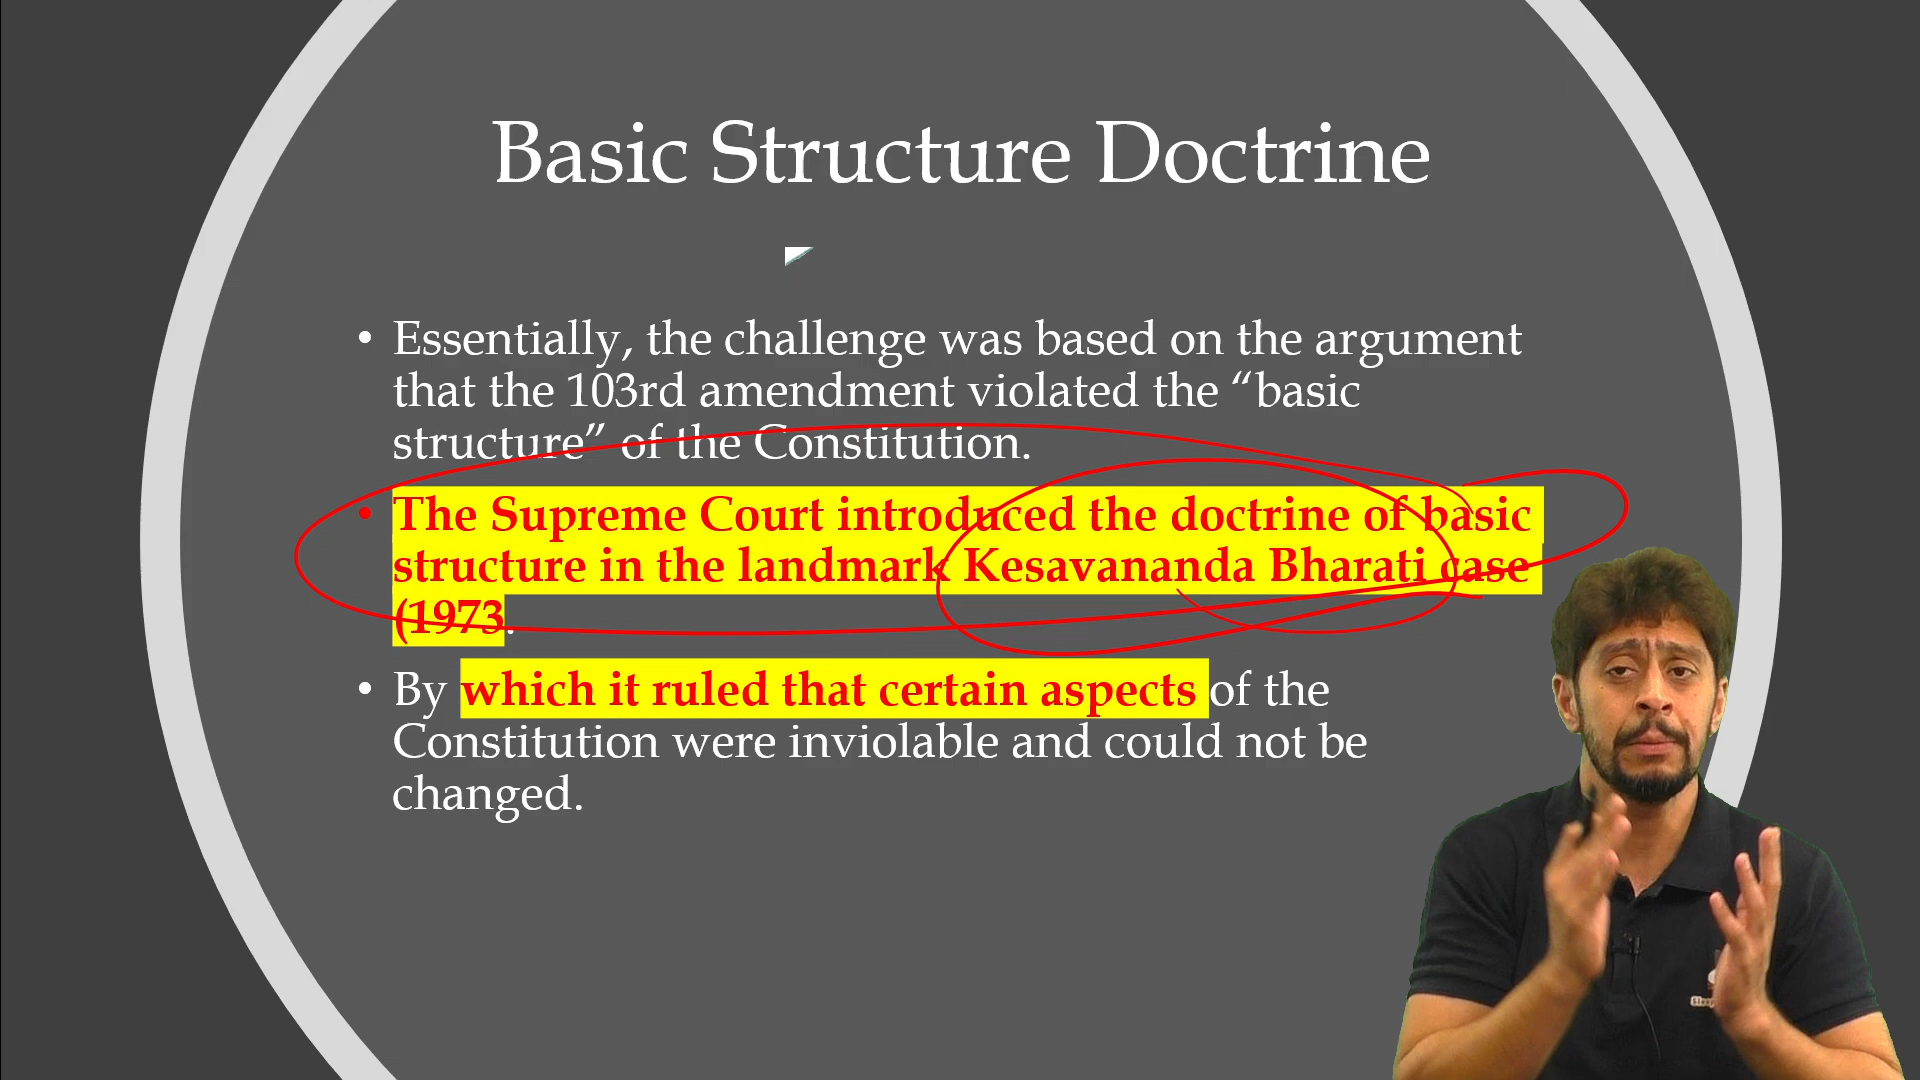 Basic Structure Doctrine
• Essentially, the challenge was based on the argument
that the 103rd amendment violated the “basic
structure” of the Constitution.
• The Supreme Court introduced the doctrine of basic
structure in the landmark Kesavananda Bharati case
(1973.
• By which it ruled that certain aspects of the
Constitution were inviolable and could not be
changed.